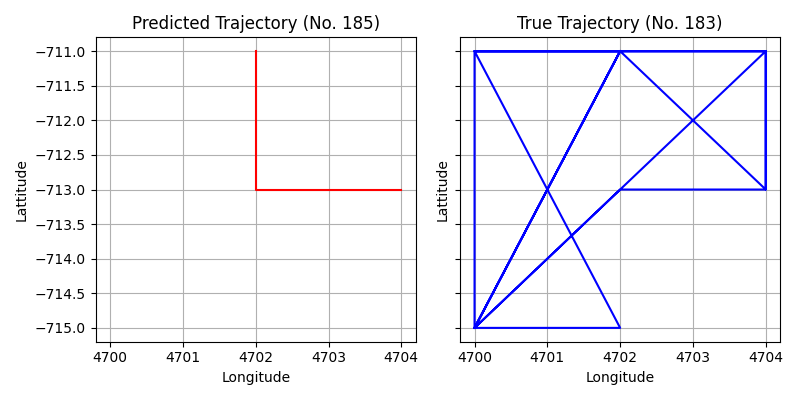 Predicted Trajectory (No. 185)
True Trajectory (No. 183)
Lattitude
−711.0
−711.5
−712.0
−712.5
−713.0
−713.5
−714.0
−714.5
−715.0
4700 4701 4702 4703 4704
Longitude
Lattitude
4700 4701 4702 4703 4704
Longitude